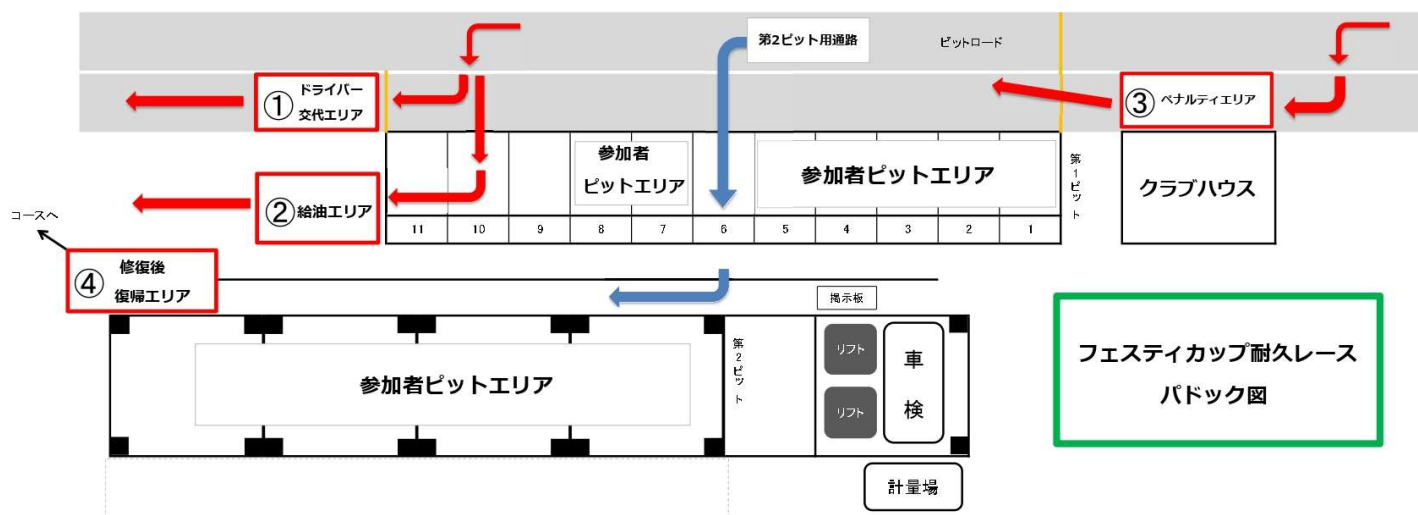 第2ピット用通路
ピットロード
① ドライバー
交代エリア
③ ペナルティエリア
参加者
ピットエリア
参加者ピットエリア
第1ピット
クラブハウス
② 給油エリア
コースへ
11 10 9 8 7 6 5 4 3 2 1
④ 修復後
復帰エリア
掲示板
参加者ピットエリア
第2ピット
リフト
リフト
車検
フェスティカップ耐久レース
パドック図
計量場